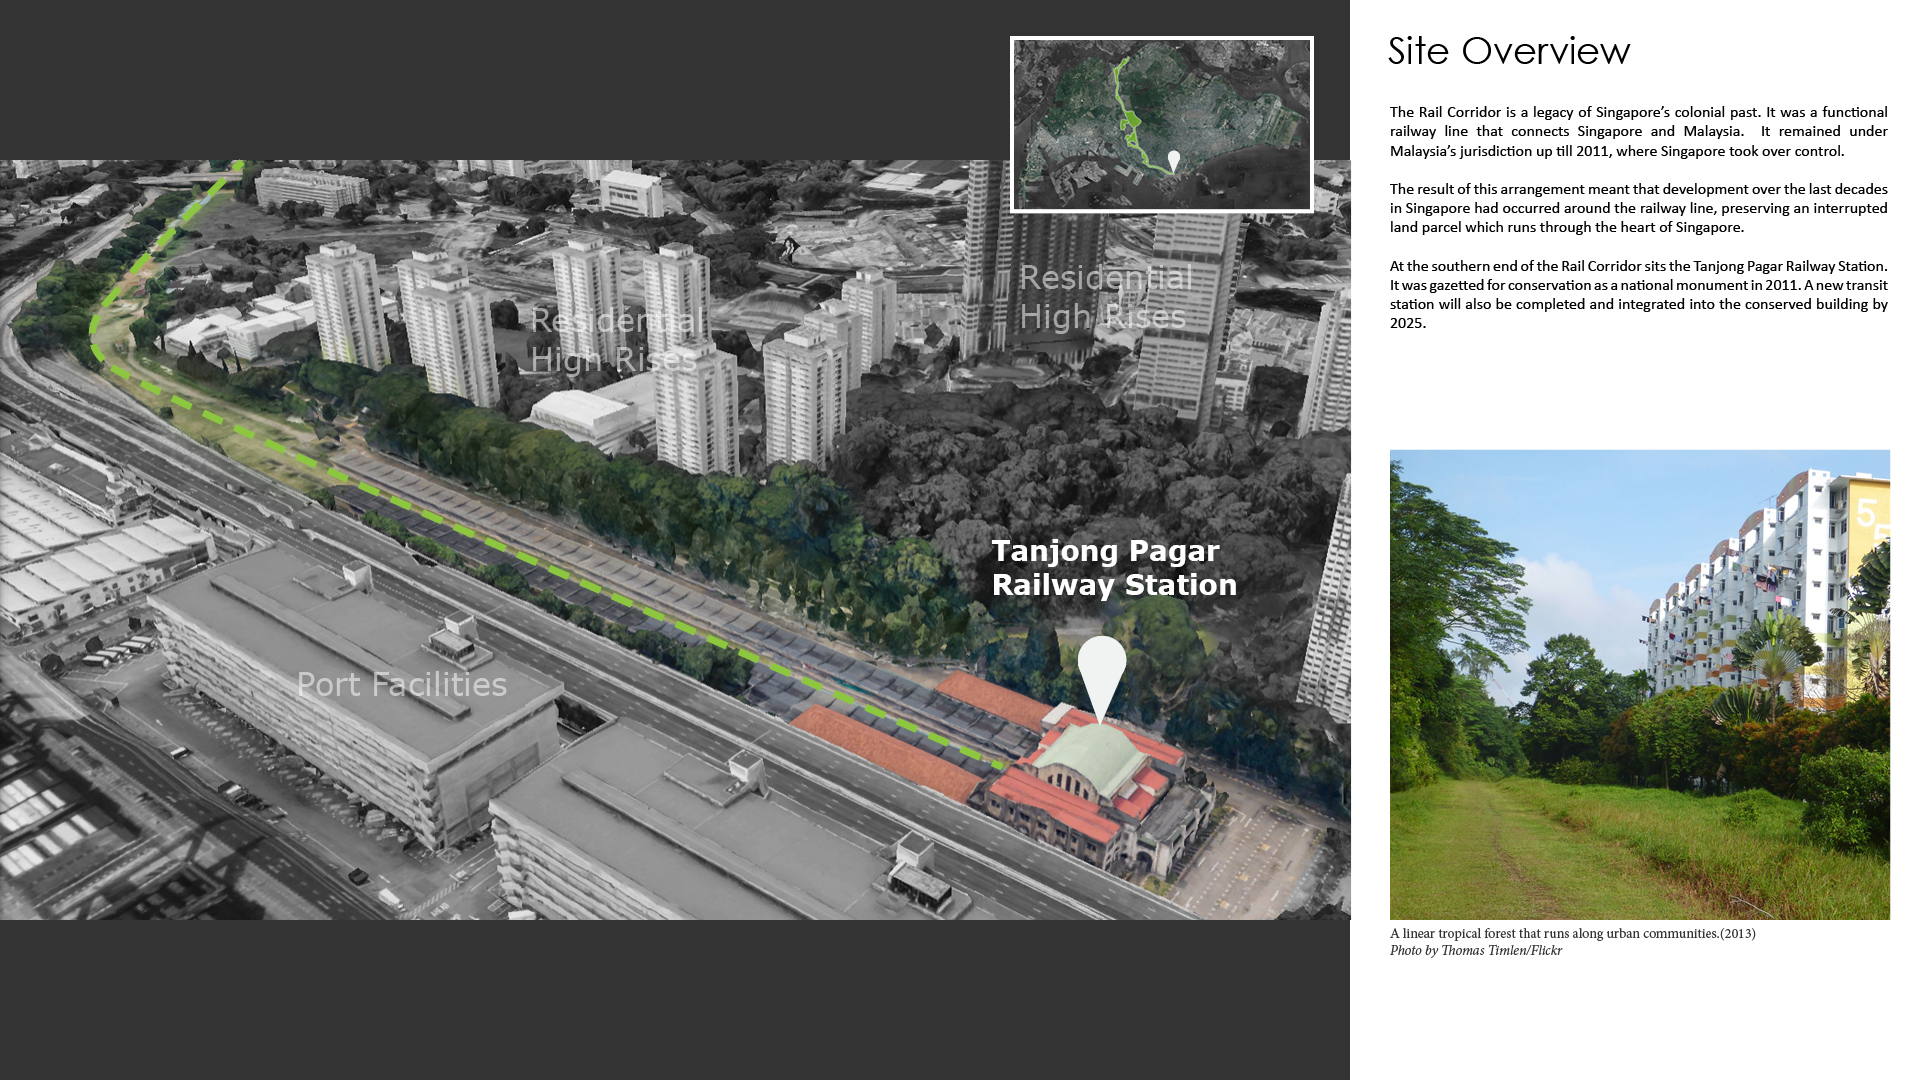 Site Overview
The Rail Corridor is a legacy of Singapore's colonial past. It was a functional
railway line that connects Singapore and Malaysia.  It remained under
Malaysia's jurisdiction up till 2011, where Singapore took over control.
The result of this arrangement meant that development over the last decades
in Singapore had occurred around the railway line, preserving an interrupted
land parcel which runs through the heart of Singapore.
At the southern end of the Rail Corridor sits the Tanjong Pagar Railway Station.
It was gazetted for conservation as a national monument in 2011. A new transit
station will also be completed and integrated into the conserved building by
2025.
Residential
High Rises
Residential
High Rises
Tanjong Pagar
Railway Station
Port Facilities
5
5
A linear tropical forest that runs along urban communities.(2013)
Photo by Thomas Timlen/Flickr